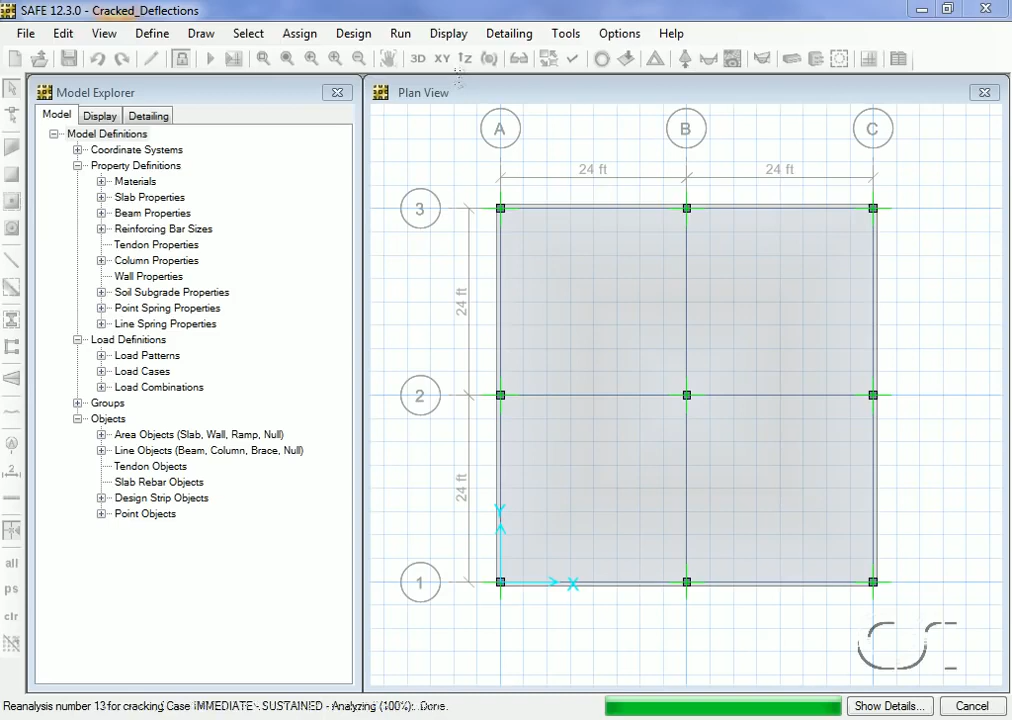 SAFE 12.3.0 - Cracked_Deflections
File Edit View Define Draw Select Assign Design Run Display Detailing Tools Options Help
3D XY
Model Explorer
Model Display Detailing
Model Definitions
Coordinate Systems
Property Definitions
Materials
Slab Properties
Beam Properties
Reinforcing Bar Sizes
Tendon Properties
Column Properties
Wall Properties
Soil Subgrade Properties
Point Spring Properties
Line Spring Properties
Load Definitions
Load Patterns
Load Cases
Load Combinations
Groups
Objects
Area Objects (Slab, Wall, Ramp, Null)
Line Objects (Beam, Column, Brace, Null)
Tendon Objects
Slab Rebar Objects
Design Strip Objects
Point Objects
all
ps
clr
Plan View
A B C
24 ft 24 ft
3
24 ft
2
24 ft
Y
1
X
CSI
Reanalysis number 13 for cracking. Case IMMEDIATE - SUSTAINED - Analyzing (100%): Done.
Show Details...
Cancel